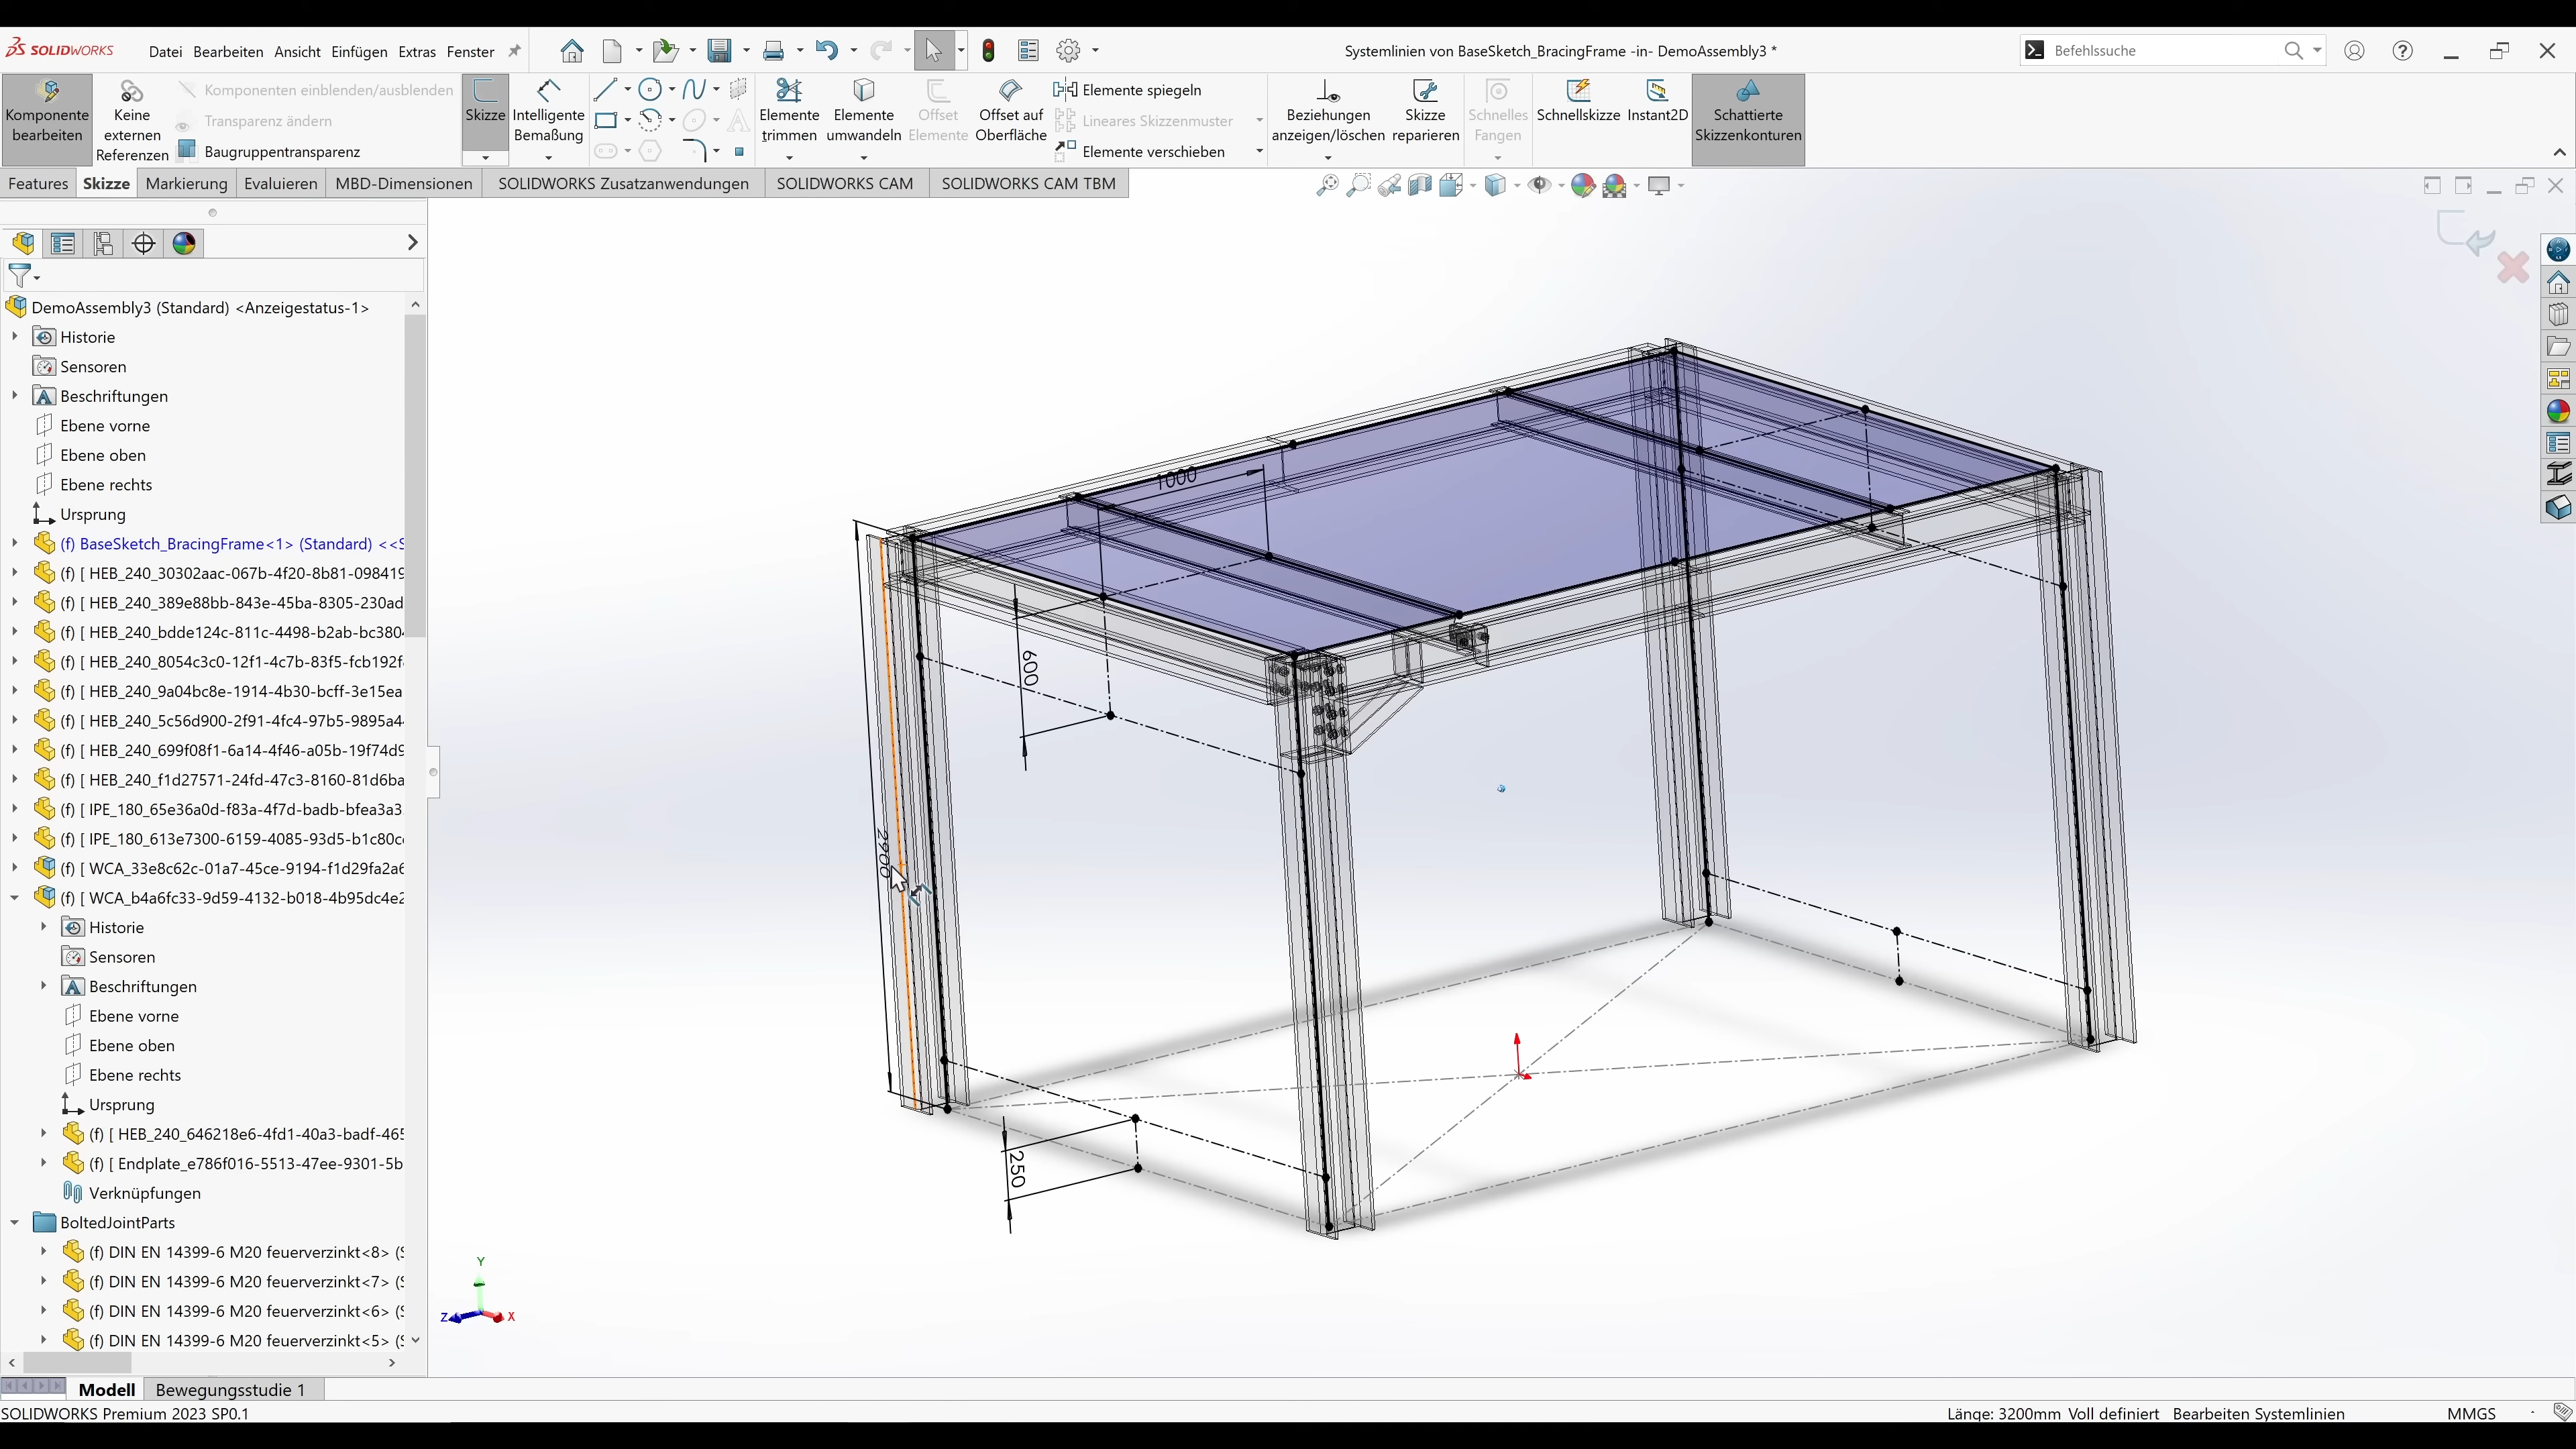 SOLIDWORKS
Datei Bearbeiten Ansicht Einfügen Extras Fenster
Systemlinien von BaseSketch_BracingFrame -in- DemoAssembly3 *
Befehlssuche
Komponente bearbeiten
Keine externen Referenzen
Komponenten einblenden/ausblenden
Transparenz ändern
Baugruppentransparenz
Skizze
Intelligente Bemaßung
Elemente trimmen
Elemente umwandeln
Offset Elemente
Offset auf Oberfläche
Elemente spiegeln
Lineares Skizzenmuster
Elemente verschieben
Beziehungen anzeigen/löschen
Skizze reparieren
Schnelles Fangen
Schnellskizze
Instant2D
Schattierte Skizzenkonturen
Features Skizze Markierung Evaluieren MBD-Dimensionen SOLIDWORKS Zusatzanwendungen SOLIDWORKS CAM SOLIDWORKS CAM TBM
DemoAssembly3 (Standard) <Anzeigestatus-1>
Historie
Sensoren
Beschriftungen
Ebene vorne
Ebene oben
Ebene rechts
Ursprung
(f) BaseSketch_BracingFrame<1> (Standard) <<S
(f) [ HEB_240_30302aac-067b-4f20-8b81-098419
(f) [ HEB_240_389e88bb-843e-45ba-8305-230ad
(f) [ HEB_240_bdde124c-811c-4498-b2ab-bc3804
(f) [ HEB_240_8054c3c0-12f1-4c7b-83f5-fcb192f
(f) [ HEB_240_9a04bc8e-1914-4b30-bcff-3e15ea
(f) [ HEB_240_5c56d900-2f91-4fc4-97b5-9895a4
(f) [ HEB_240_699f08f1-6a14-4f46-a05b-19f74d9
(f) [ HEB_240_f1d27571-24fd-47c3-8160-81d6ba
(f) [ IPE_180_65e36a0d-f83a-4f7d-badb-bfea3a3
(f) [ IPE_180_613e7300-6159-4085-93d5-b1c80c
(f) [ WCA_33e8c62c-01a7-45ce-9194-f1d29fa2a6
(f) [ WCA_b4a6fc33-9d59-4132-b018-4b95dc4e2
Historie
Sensoren
Beschriftungen
Ebene vorne
Ebene oben
Ebene rechts
Ursprung
(f) [ HEB_240_646218e6-4fd1-40a3-badf-465
(f) [ Endplate_e786f016-5513-47ee-9301-5b
Verknüpfungen
BoltedJointParts
(f) DIN EN 14399-6 M20 feuerverzinkt<8> (S
(f) DIN EN 14399-6 M20 feuerverzinkt<7> (S
(f) DIN EN 14399-6 M20 feuerverzinkt<6> (S
(f) DIN EN 14399-6 M20 feuerverzinkt<5> (S
1000
600
2900
250
Y
Z
X
Modell Bewegungsstudie 1
SOLIDWORKS Premium 2023 SP0.1
Länge: 3200mm Voll definiert Bearbeiten Systemlinien MMGS